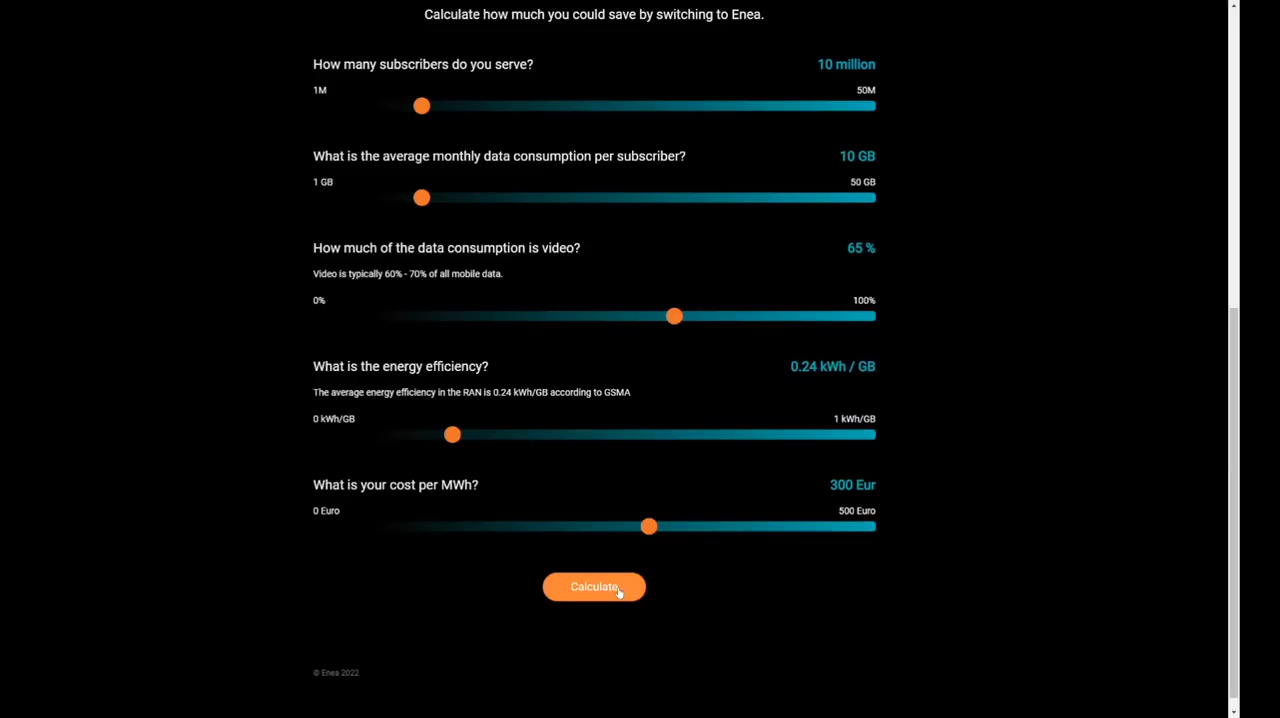 Calculate how much you could save by switching to Enea.
How many subscribers do you serve? 10 million
1M 50M
What is the average monthly data consumption per subscriber? 10 GB
1 GB 50 GB
How much of the data consumption is video? 65 %
Video is typically 60% - 70% of all mobile data.
0% 100%
What is the energy efficiency? 0.24 kWh / GB
The average energy efficiency in the RAN is 0.24 kWh/GB according to GSMA
0 kWh/GB 1 kWh/GB
What is your cost per MWh? 300 Eur
0 Euro 500 Euro
Calculate
© Enea 2022